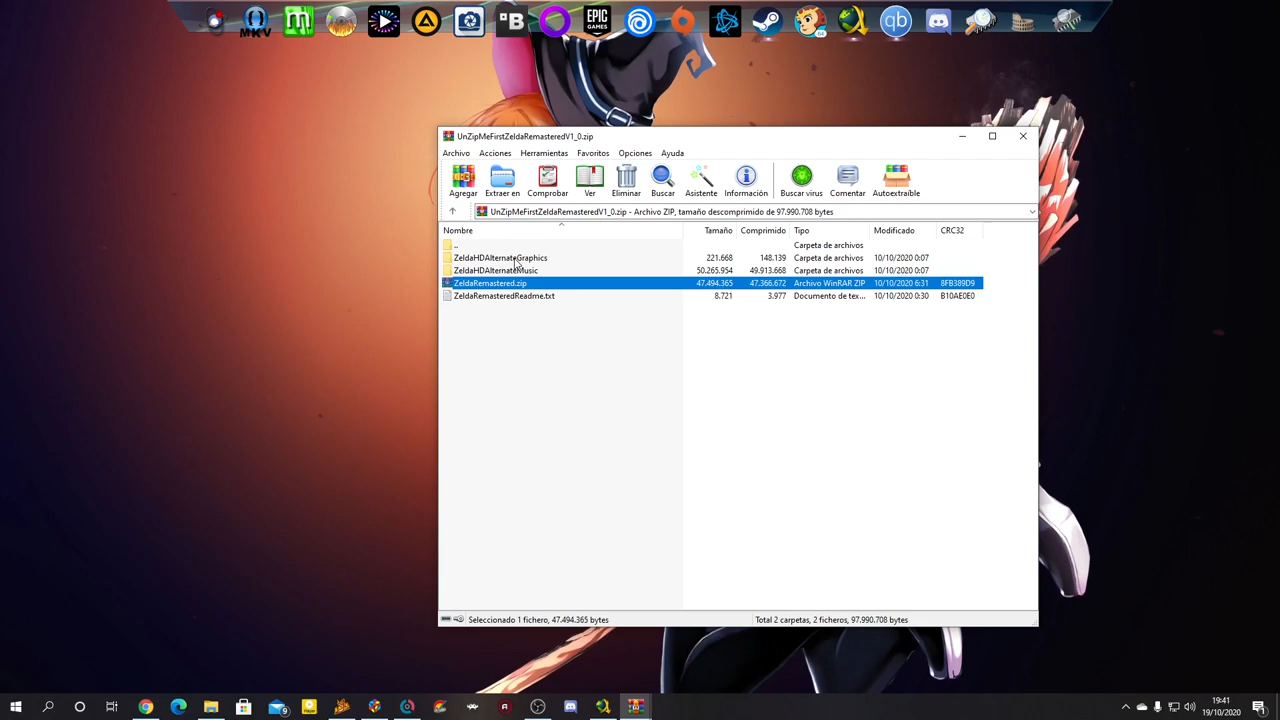 MKV
B
EPIC
GAMES
qb
UnZipMeFirstZeldaRemasteredV1_0.zip
Archivo Acciones Herramientas Favoritos Opciones Ayuda
Agregar Extraer en Comprobar Ver Eliminar Buscar Asistente Información Buscar virus Comentar Autoextraíble
UnZipMeFirstZeldaRemasteredV1_0.zip - Archivo ZIP, tamaño descomprimido de 97.990.708 bytes
Nombre Tamaño Comprimido Tipo Modificado CRC32
.. Carpeta de archivos
ZeldaHDAlternateGraphics 221.668 148.139 Carpeta de archivos 10/10/2020 0:07
ZeldaHDAlternateMusic 50.265.954 49.913.668 Carpeta de archivos 10/10/2020 0:07
ZeldaRemastered.zip 47.494.365 47.366.672 Archivo WinRAR ZIP 10/10/2020 6:31 8FB389D9
ZeldaRemasteredReadme.txt 8.721 3.977 Documento de tex... 10/10/2020 0:30 B10AE0E0
Seleccionado 1 fichero, 47.494.365 bytes Total 2 carpetas, 2 ficheros, 97.990.708 bytes
19:41
19/10/2020